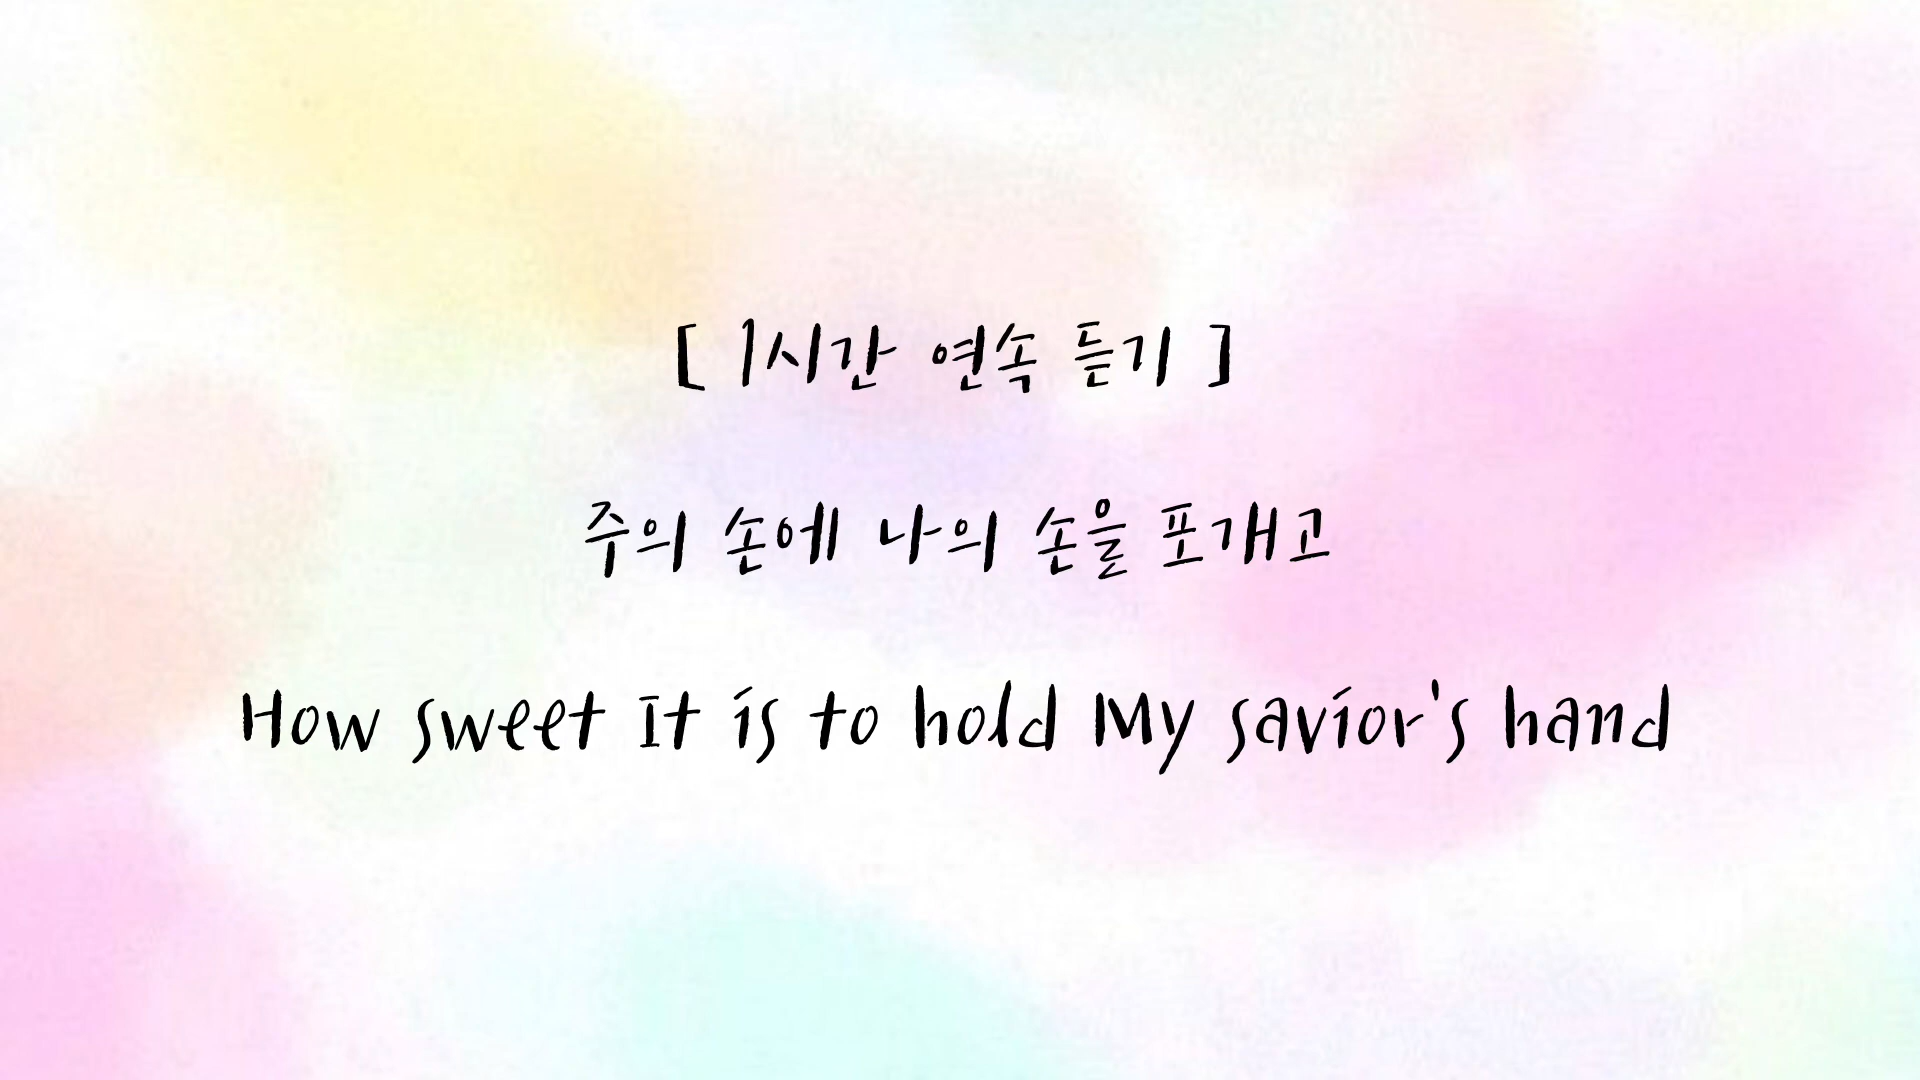 [ 1시간 연속 듣기 ]
주의 손에 나의 손을 포개고
How sweet It is to hold My savior's hand